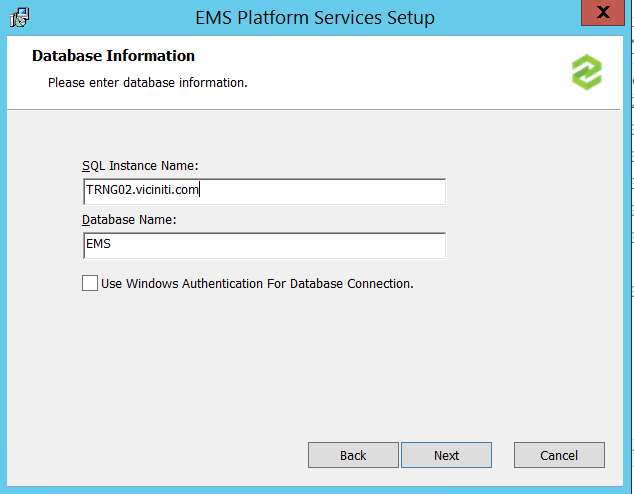 EMS Platform Services Setup
X
Database Information
Please enter database information.
SQL Instance Name:
TRNG02.viciniti.com
Database Name:
EMS
Use Windows Authentication For Database Connection.
Back Next Cancel